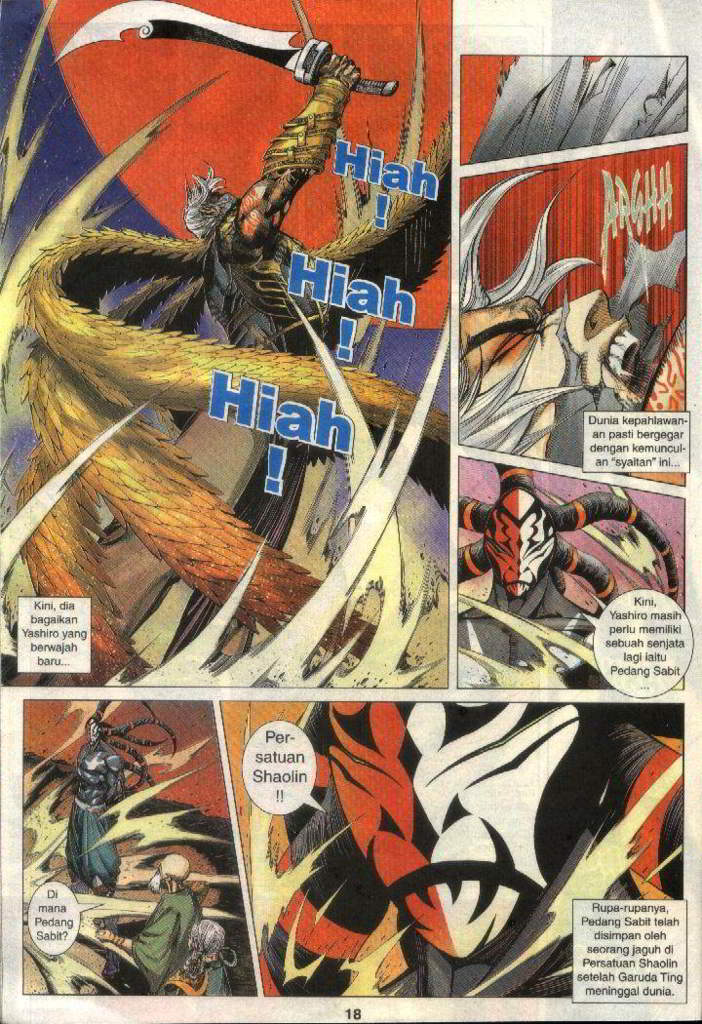 Hiah
!
Hiah
!
Hiah
!
Kini, dia
bagaikan
Yashiro yang
berwajah
baru...
ARGHH
Dunia kepahlawan-
an pasti bergegar
dengan kemuncul-
an "syaitan" ini...
Kini,
Yashiro masih
perlu memiliki
sebuah senjata
lagi iaitu
Pedang Sabit
...
Di
mana
Pedang
Sabit?
Per-
satuan
Shaolin
!!
Rupa-rupanya,
Pedang Sabit telah
disimpan oleh
seorang jaguh di
Persatuan Shaolin
setelah Garuda Ting
meninggal dunia.
18